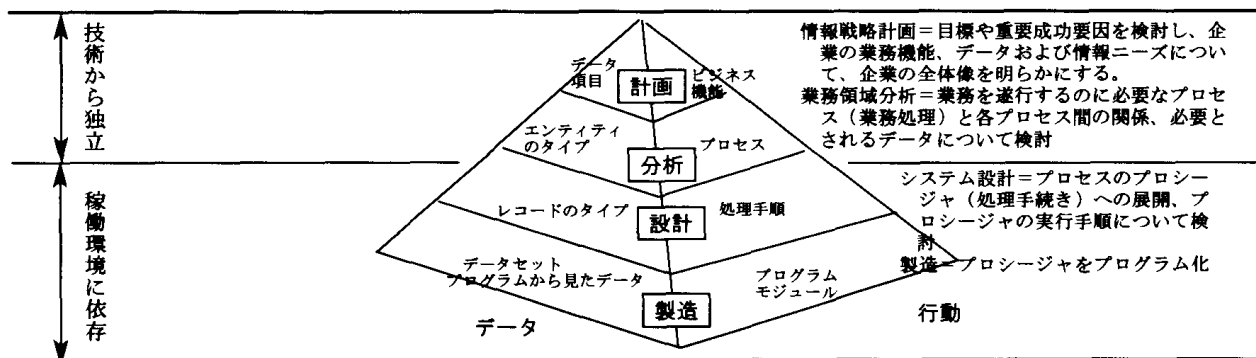 技術から独立
稼働環境に依存
データ
項目
計画
ビジネス
機能
エンティティ
のタイプ
分析
プロセス
レコードのタイプ
設計
処理手順
データセット
プログラムから見たデータ
製造
プログラム
モジュール
データ
行動
情報戦略計画=目標や重要成功要因を検討し、企
業の業務機能、データおよび情報ニーズについ
て、企業の全体像を明らかにする。
業務領域分析=業務を遂行するのに必要なプロセ
ス（業務処理）と各プロセス間の関係、必要と
されるデータについて検討
システム設計=プロセスのプロシー
ジャ（処理手続き）への展開、プ
ロシージャの実行手順について検
討
製造=プロシージャをプログラム化